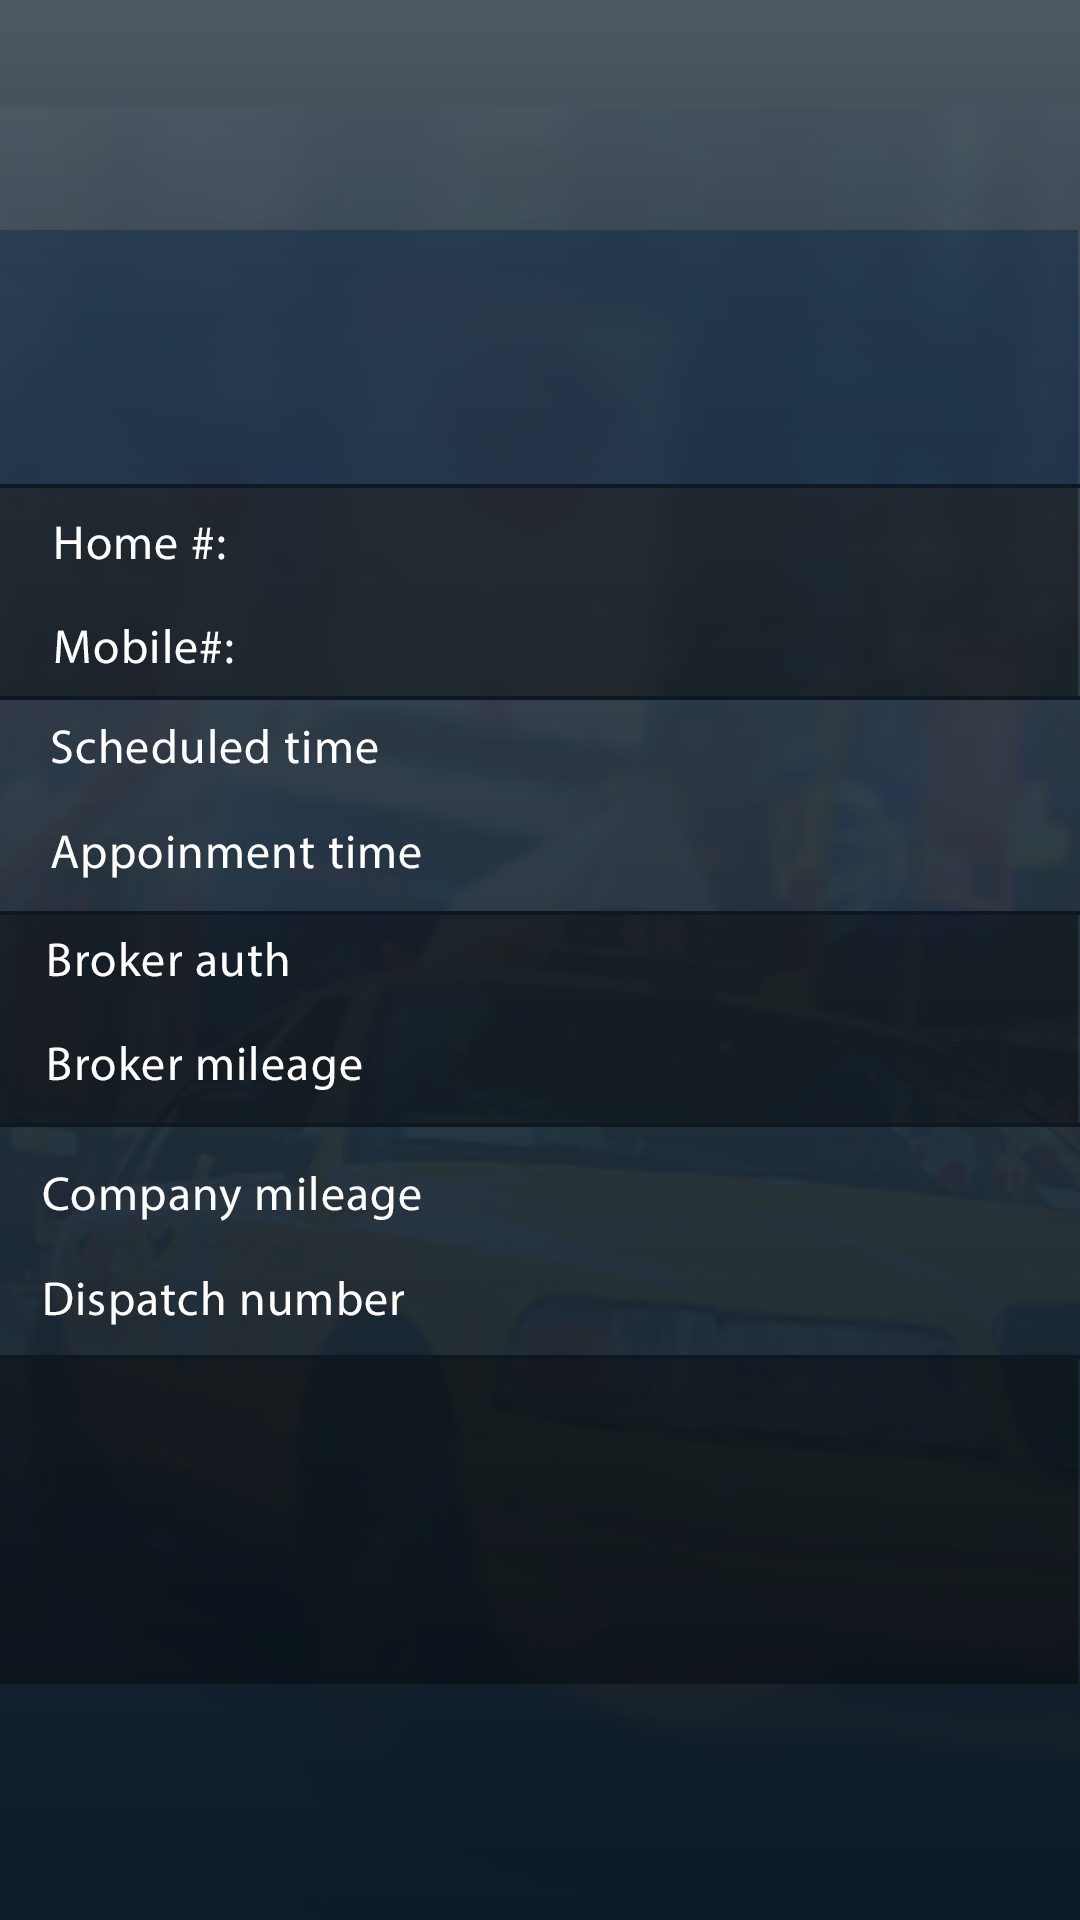 Home #:
Mobile#:
Scheduled time
Appoinment time
Broker auth
Broker mileage
Company mileage
Dispatch number